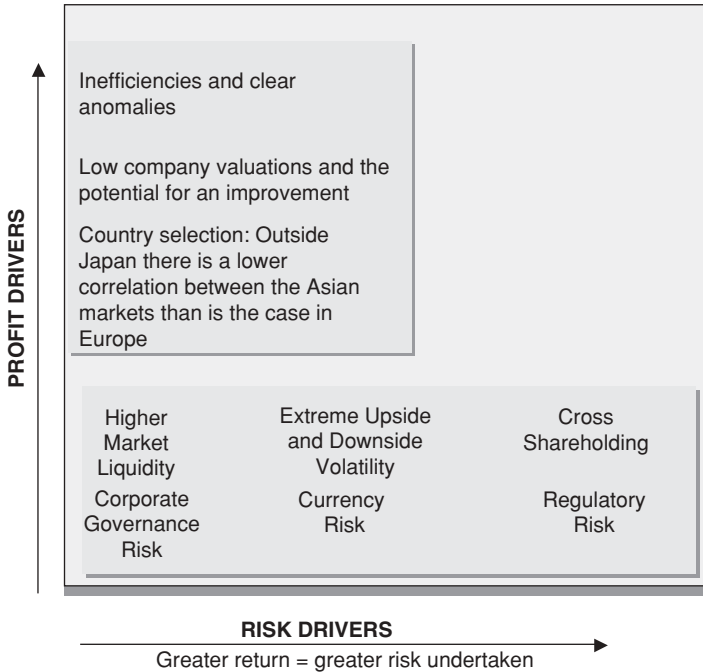 PROFIT DRIVERS
Inefficiencies and clear
anomalies
Low company valuations and the
potential for an improvement
Country selection: Outside
Japan there is a lower
correlation between the Asian
markets than is the case in
Europe
Higher
Market
Liquidity
Extreme Upside
and Downside
Volatility
Cross
Shareholding
Corporate
Governance
Risk
Currency
Risk
Regulatory
Risk
RISK DRIVERS
Greater return = greater risk undertaken